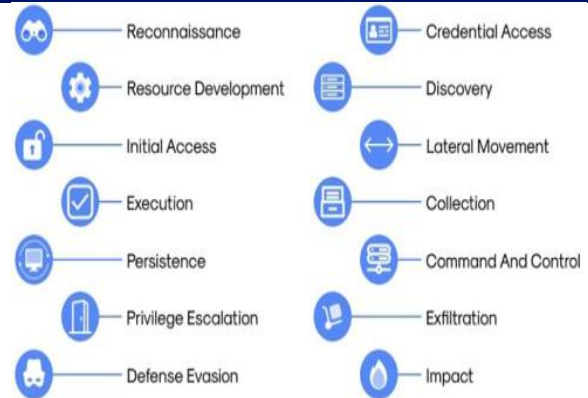 Reconnaissance
Resource Development
Initial Access
Execution
Persistence
Privilege Escalation
Defense Evasion
Credential Access
Discovery
Lateral Movement
Collection
Command And Control
Exfiltration
Impact